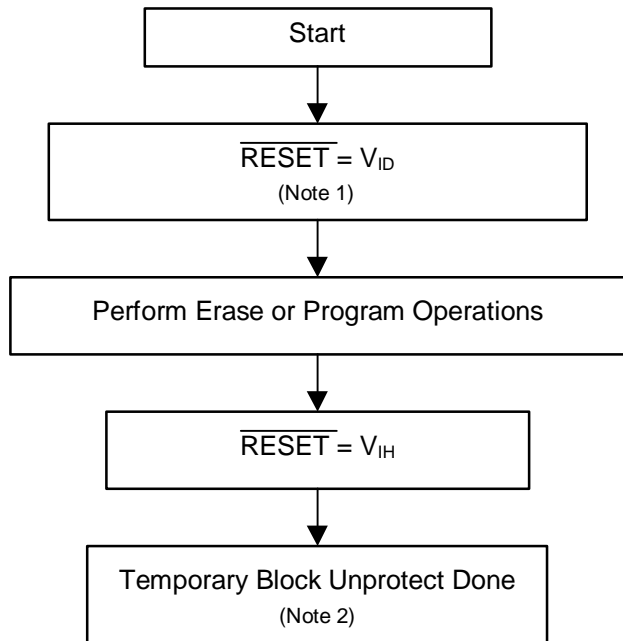 Start
RESET = VID
(Note 1)
Perform Erase or Program Operations
RESET = VIH
Temporary Block Unprotect Done
(Note 2)